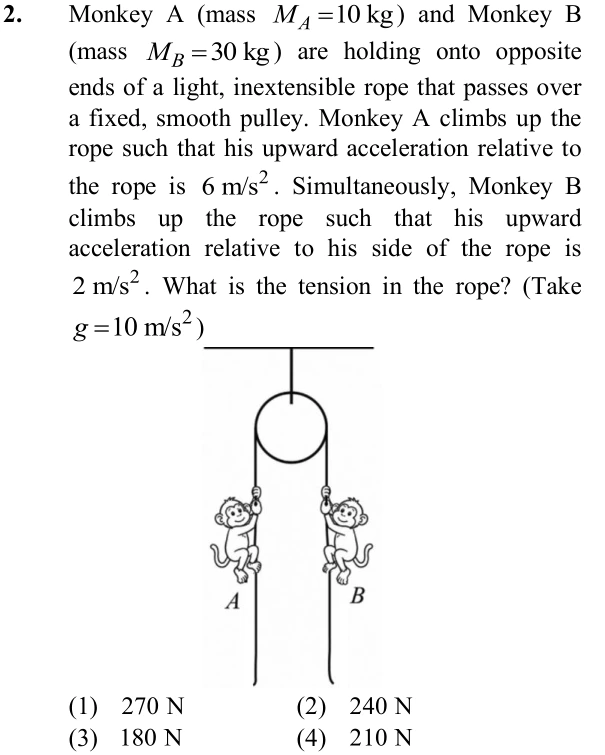 2. Monkey A (mass M_A = 10 kg) and Monkey B
(mass M_B = 30 kg) are holding onto opposite
ends of a light, inextensible rope that passes over
a fixed, smooth pulley. Monkey A climbs up the
rope such that his upward acceleration relative to
the rope is 6 m/s². Simultaneously, Monkey B
climbs up the rope such that his upward
acceleration relative to his side of the rope is
2 m/s². What is the tension in the rope? (Take
g = 10 m/s²)
A B
(1) 270 N (2) 240 N
(3) 180 N (4) 210 N